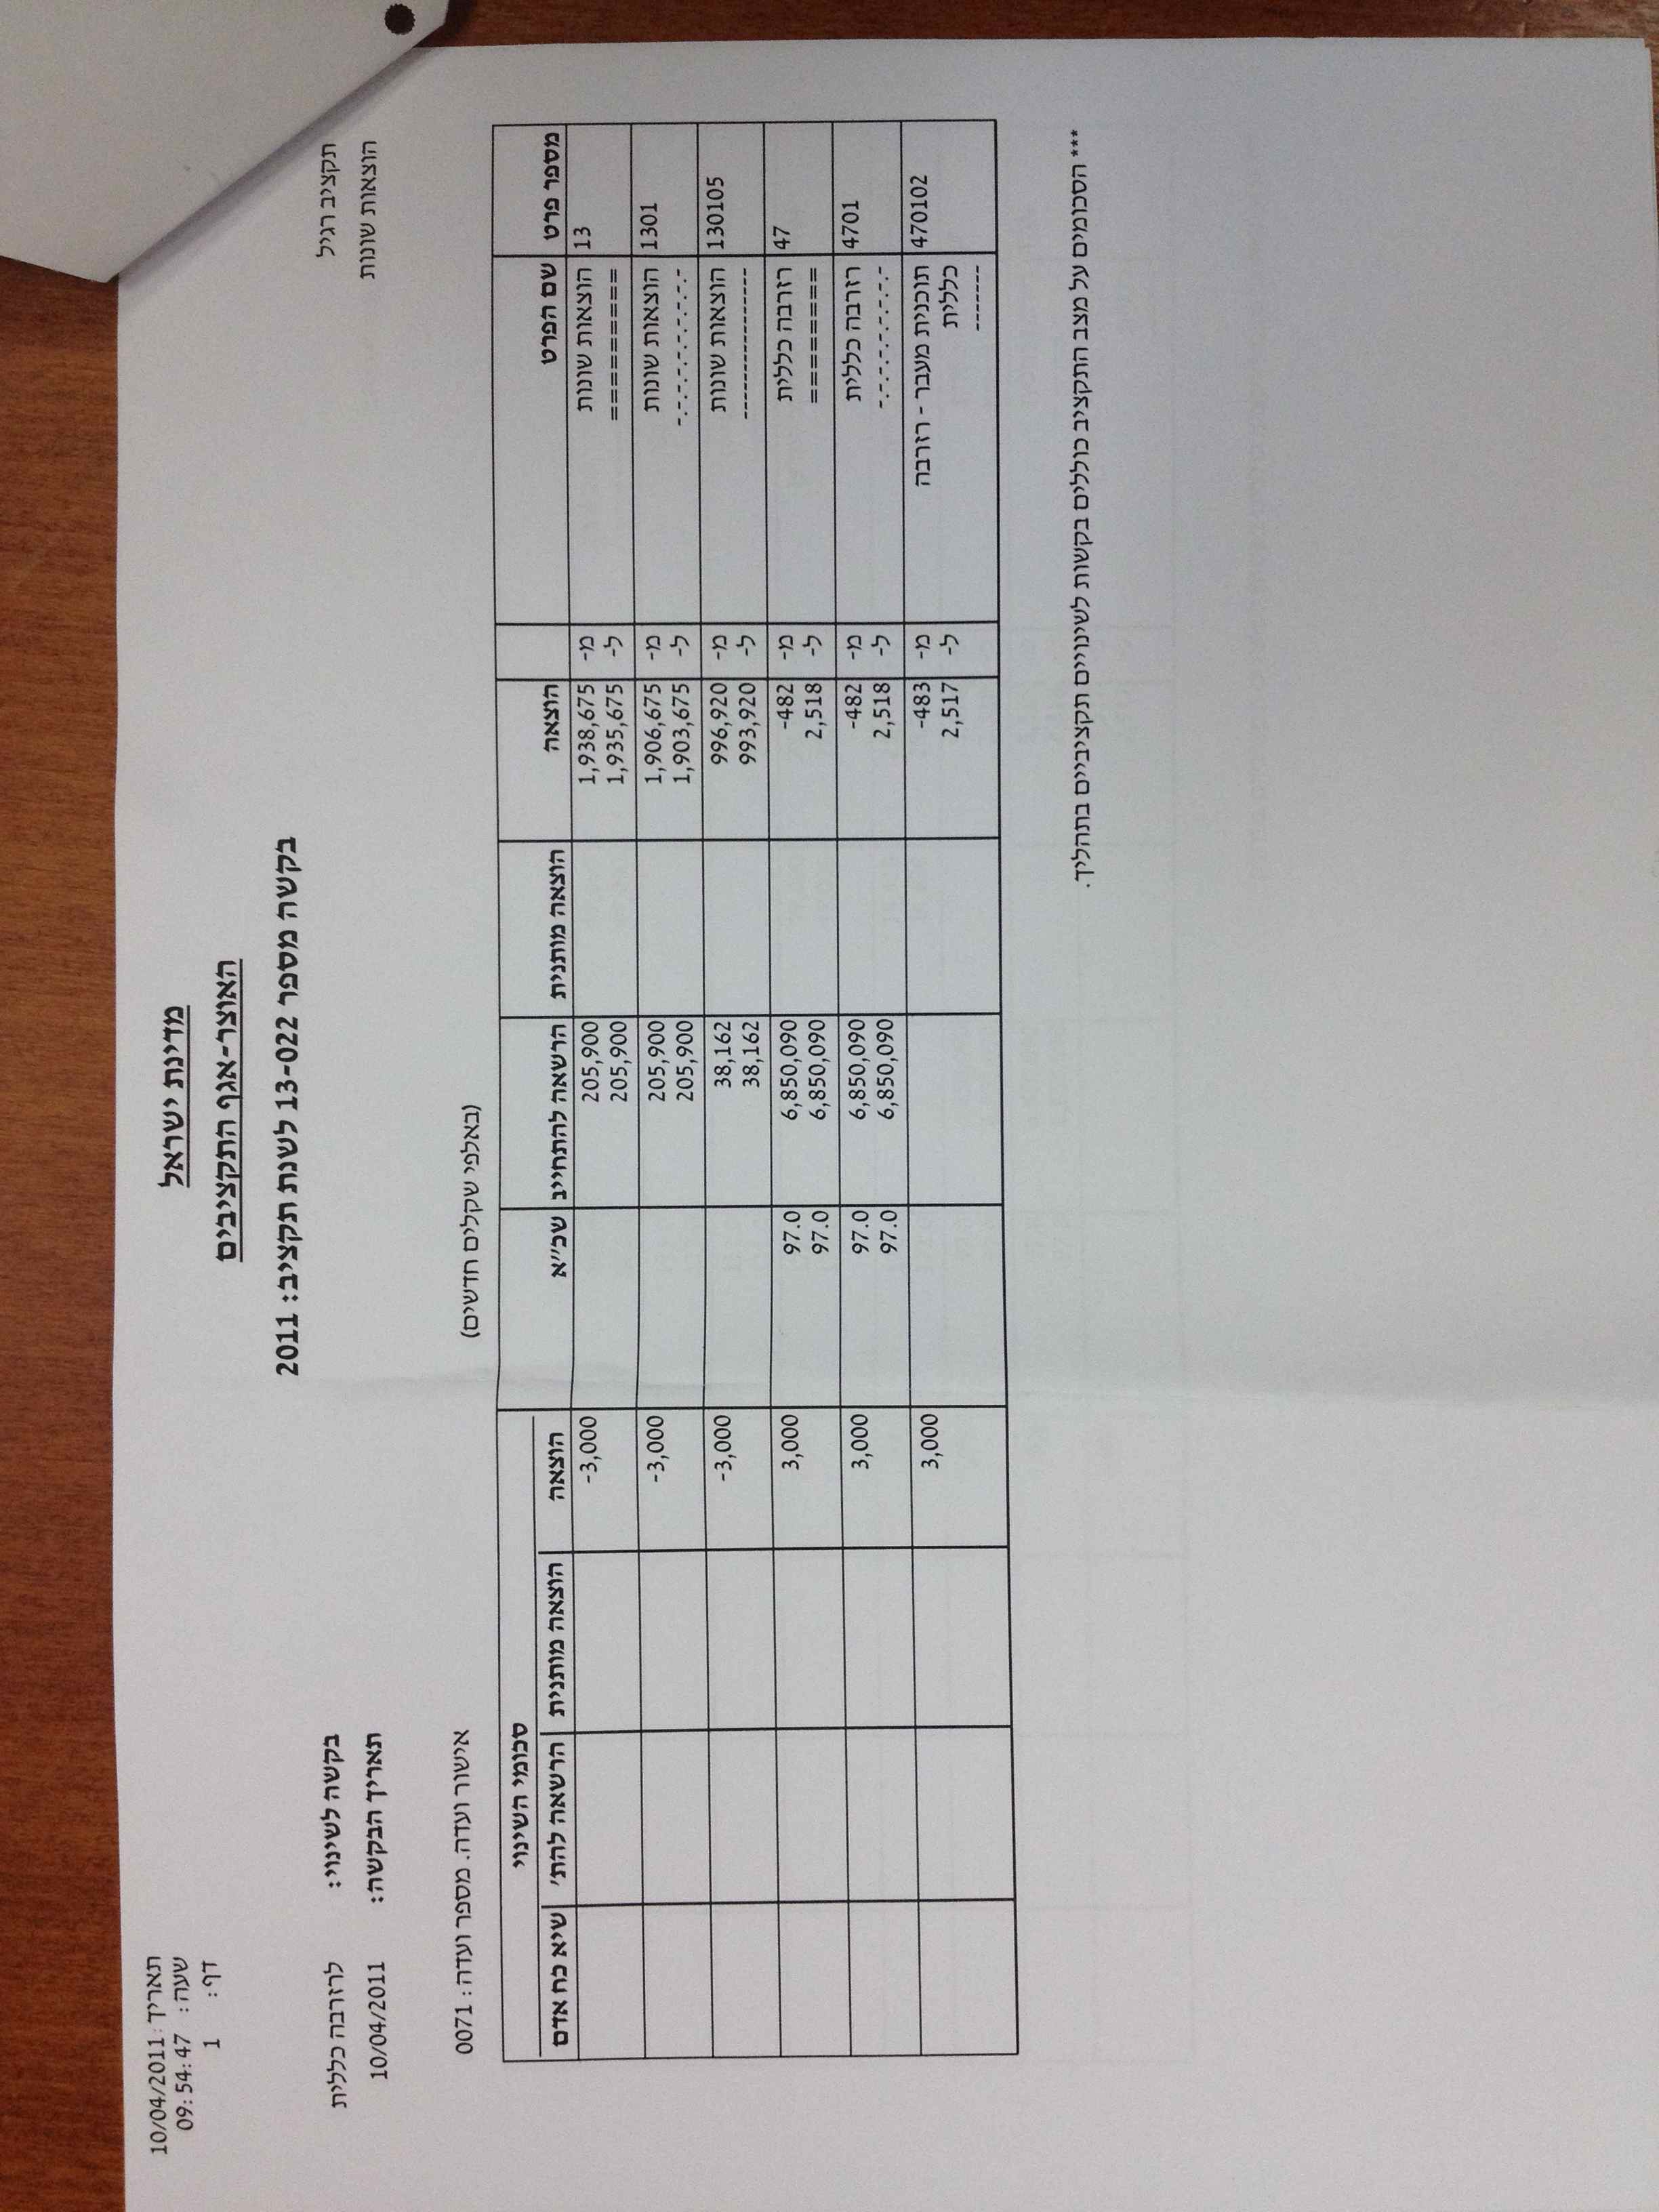 תאריך: 10/04/2011
שעה: 09:54:47
דף: 1
מדינת ישראל
האוצר-אגף התקציבים
בקשה מספר 13-022 לשנת תקציב: 2011
תקציב רגיל
בקשה לשינוי: לרזרבה כללית
הוצאות שונות
תאריך הבקשה: 10/04/2011
(באלפי שקלים חדשים)
אישור ועדה. מספר ועדה: 0071
סכומי השינוי
מספר פרט שם הפרט הוצאה הוצאה מותנית הרשאה להתחייב שכ"א הוצאה הוצאה מותנית הרשאה להת' שיא כח אדם
13 הוצאות שונות מ- 1,938,675 205,900 -3,000
======== ל- 1,935,675 205,900
1301 הוצאות שונות מ- 1,906,675 205,900 -3,000
-.-.-.-.-.-.-.-.- ל- 1,903,675 205,900
130105 הוצאות שונות מ- 996,920 38,162 -3,000
------------- ל- 993,920 38,162
47 רזרבה כללית מ- -482 6,850,090 97.0 3,000
======= ל- 2,518 6,850,090 97.0
4701 רזרבה כללית מ- -482 6,850,090 97.0 3,000
-.-.-.-.-.-.-.- ל- 2,518 6,850,090 97.0
470102 תוכנית מעבר - רזרבה מ- -483 3,000
כללית ל- 2,517
------
*** הסכומים על מצב התקציב כוללים בקשות לשינויים תקציביים בתהליך.